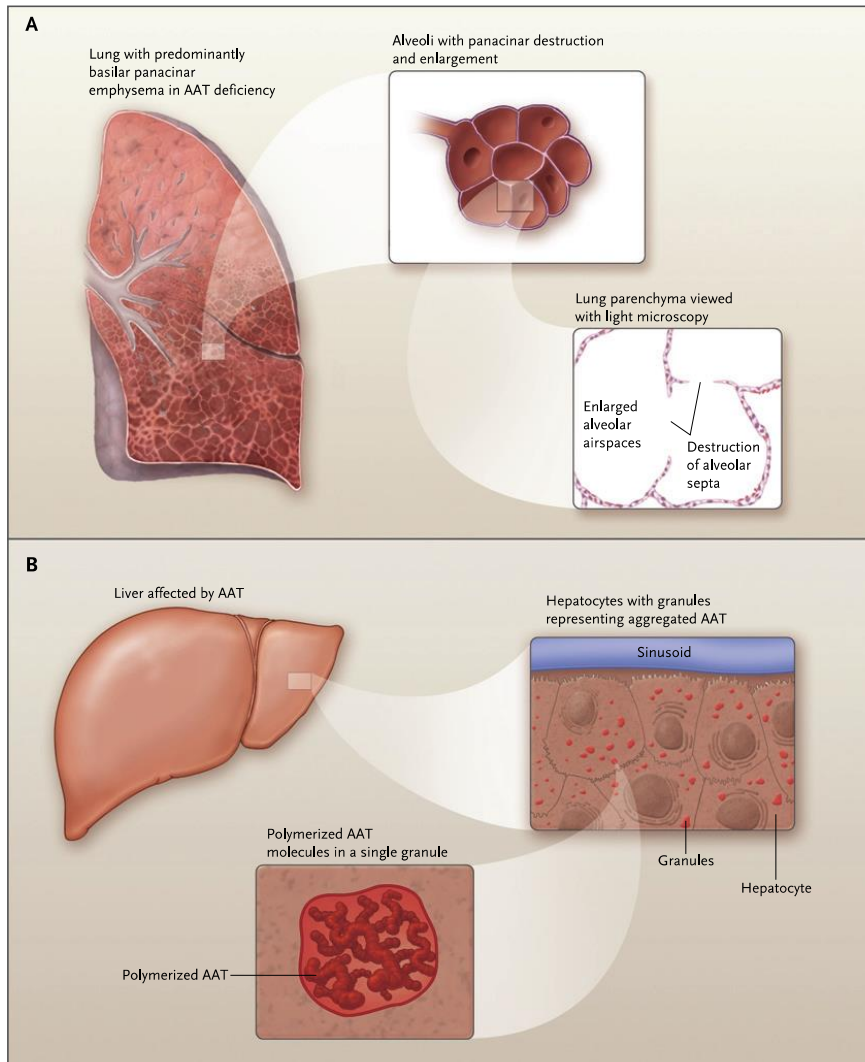 A
Lung with predominantly
basilar panacinar
emphysema in AAT deficiency
Alveoli with panacinar destruction
and enlargement
Lung parenchyma viewed
with light microscopy
Enlarged
alveolar
airspaces
Destruction
of alveolar
septa
B
Liver affected by AAT
Hepatocytes with granules
representing aggregated AAT
Sinusoid
Granules
Hepatocyte
Polymerized AAT
molecules in a single granule
Polymerized AAT